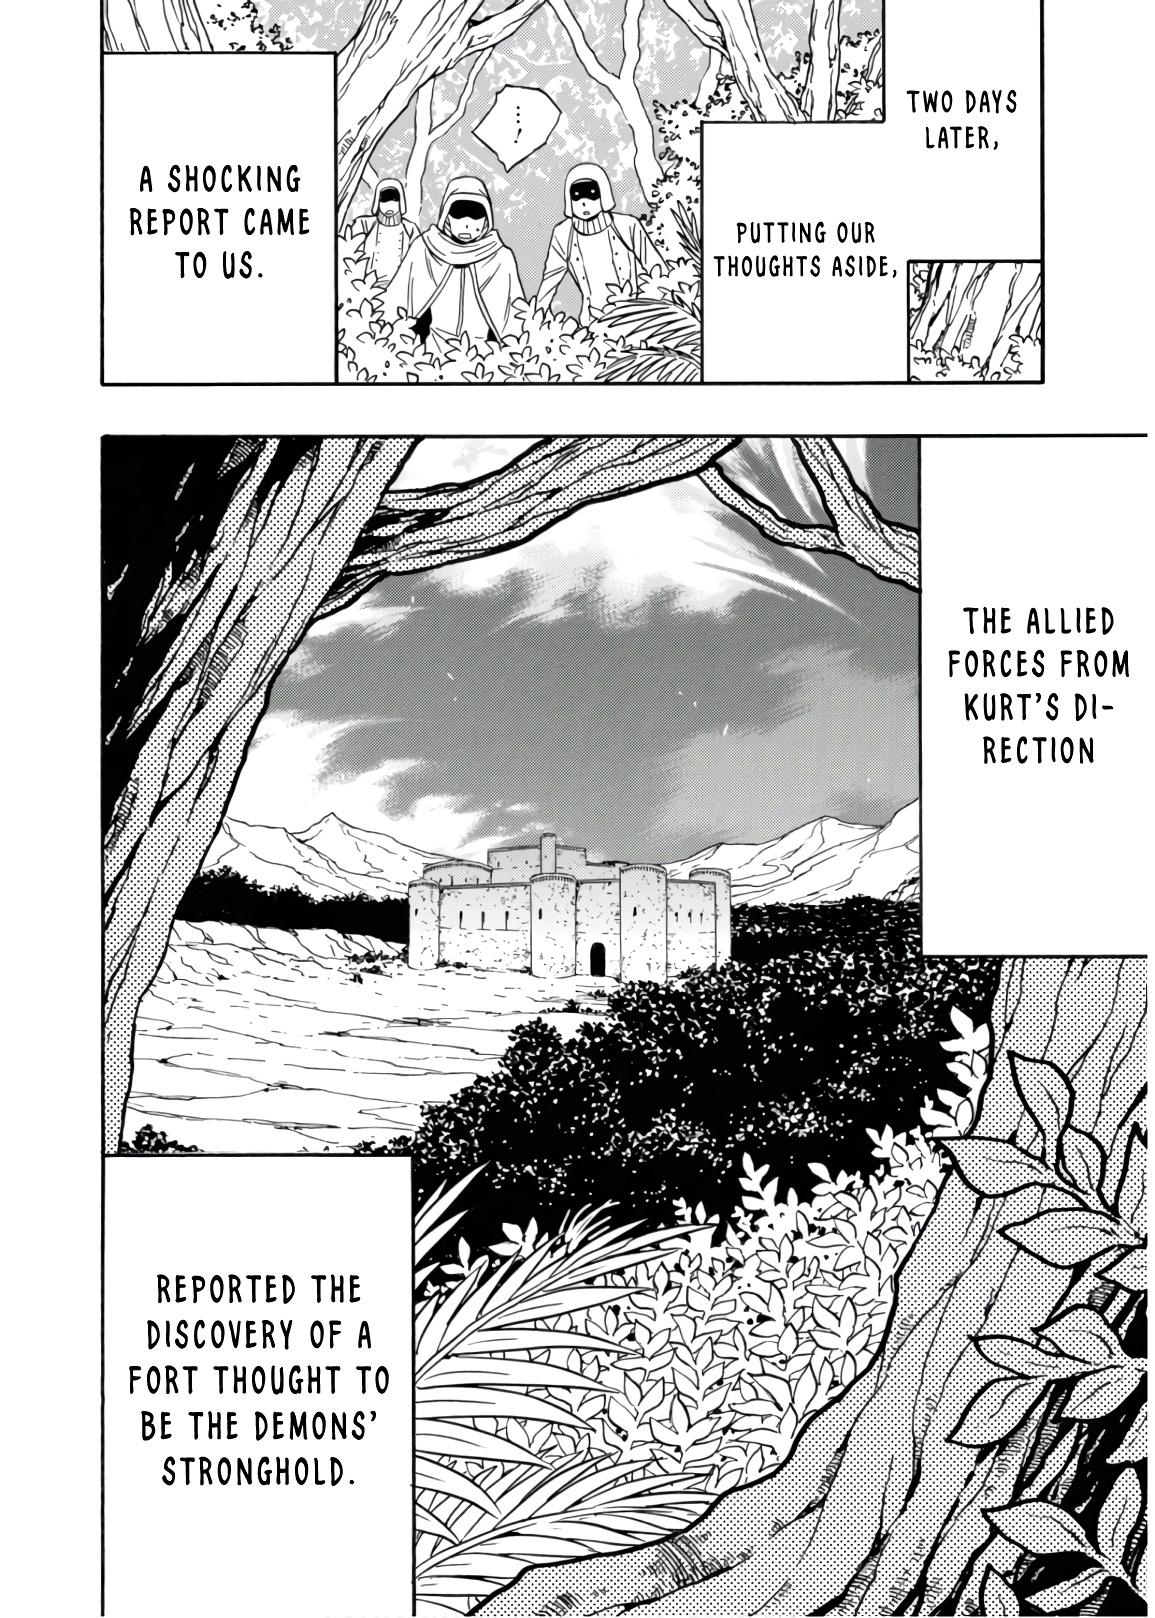 TWO DAYS
LATER,
PUTTING OUR
THOUGHTS ASIDE,
...!
A SHOCKING
REPORT CAME
TO US.
THE ALLIED
FORCES FROM
KURT'S DI-
RECTION
REPORTED THE
DISCOVERY OF A
FORT THOUGHT TO
BE THE DEMONS'
STRONGHOLD.